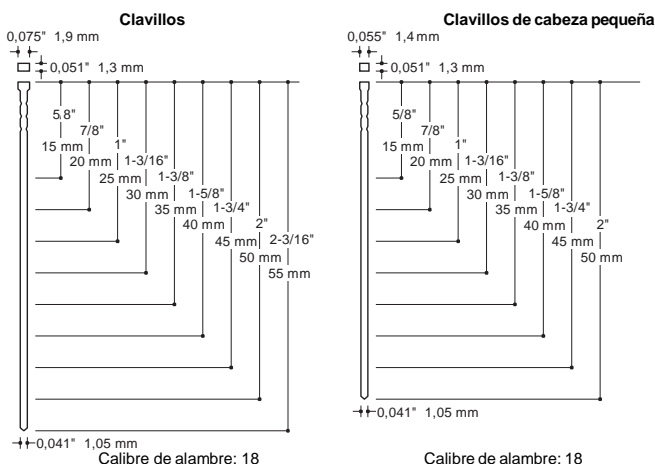 Clavillos
0,075" 1,9 mm
0,051" 1,3 mm
5/8"
15 mm
7/8"
20 mm
1"
25 mm
1-3/16"
30 mm
1-3/8"
35 mm
1-5/8"
40 mm
1-3/4"
45 mm
2"
50 mm
2-3/16"
55 mm
0,041" 1,05 mm
Calibre de alambre: 18
Clavillos de cabeza pequeña
0,055" 1,4 mm
0,051" 1,3 mm
5/8"
15 mm
7/8"
20 mm
1"
25 mm
1-3/16"
30 mm
1-3/8"
35 mm
1-5/8"
40 mm
1-3/4"
45 mm
2"
50 mm
0,041" 1,05 mm
Calibre de alambre: 18